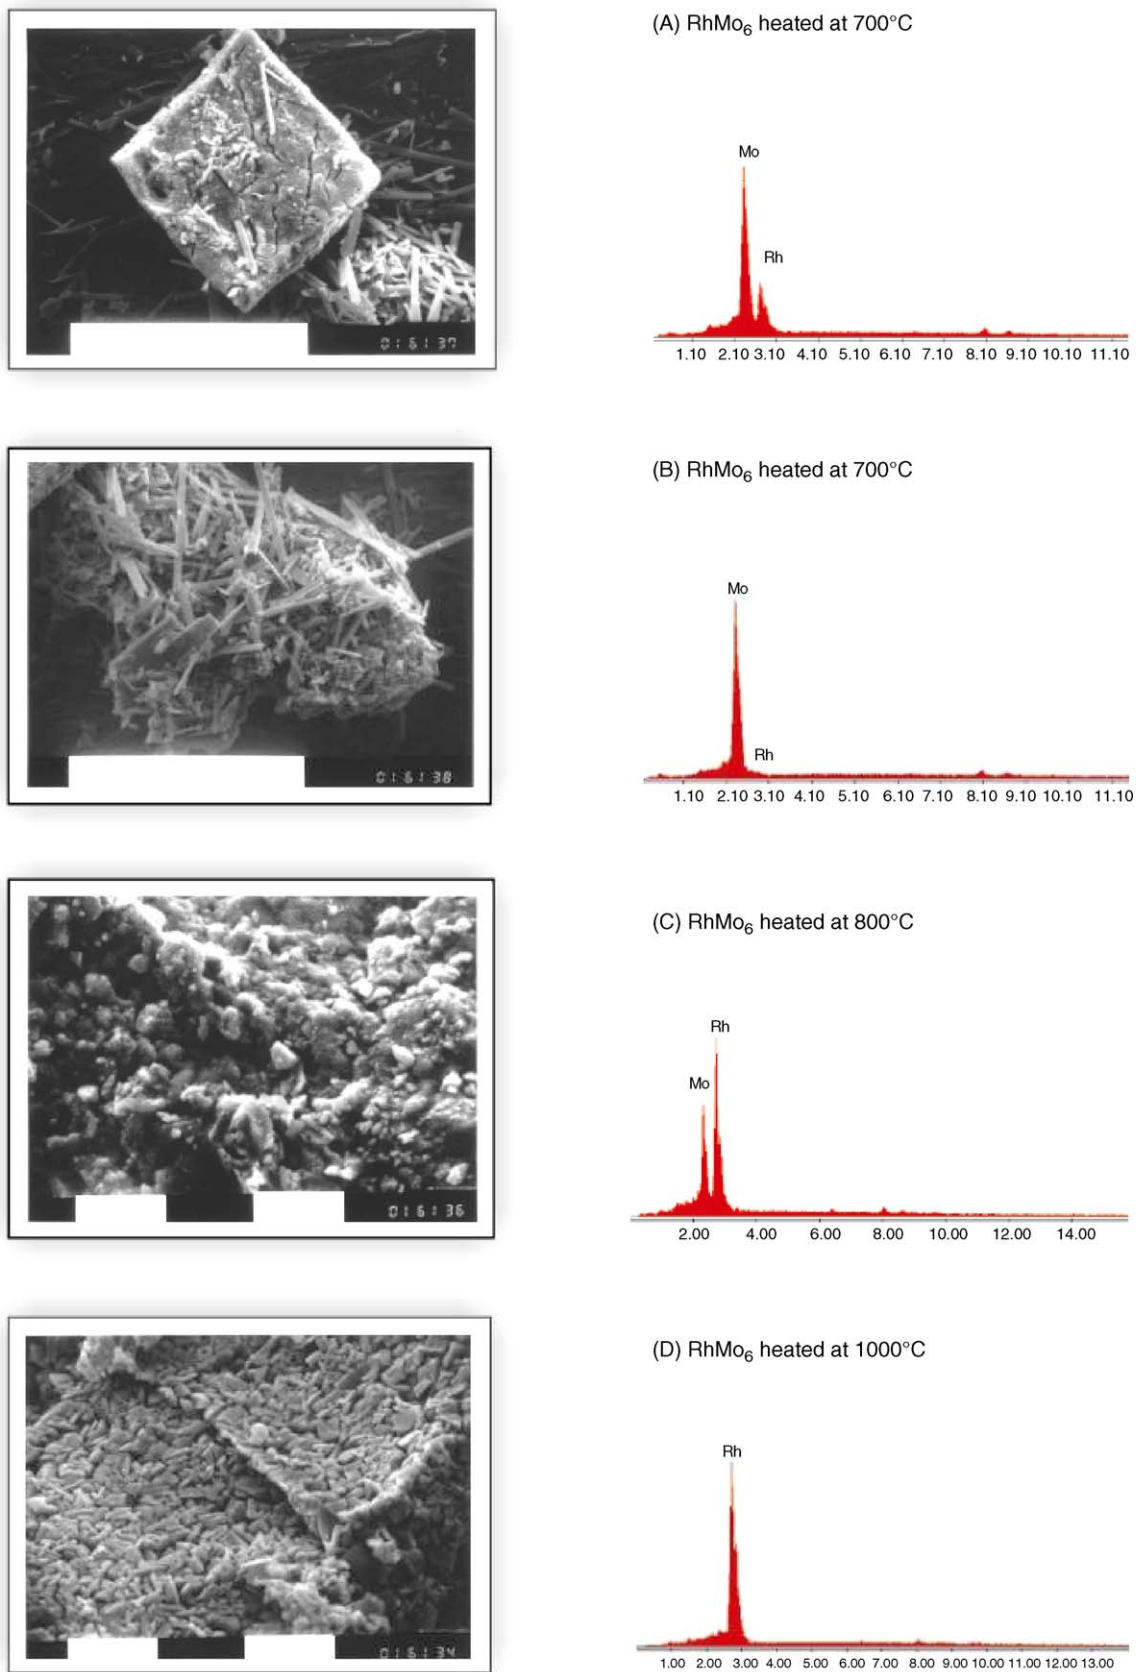 (A) RhMo6 heated at 700°C
Mo
Rh
1.10 2.10 3.10 4.10 5.10 6.10 7.10 8.10 9.10 10.10 11.10
016137
(B) RhMo6 heated at 700°C
Mo
Rh
1.10 2.10 3.10 4.10 5.10 6.10 7.10 8.10 9.10 10.10 11.10
016138
(C) RhMo6 heated at 800°C
Rh
Mo
016136
2.00 4.00 6.00 8.00 10.00 12.00 14.00
(D) RhMo6 heated at 1000°C
Rh
016134
1.00 2.00 3.00 4.00 5.00 6.00 7.00 8.00 9.00 10.00 11.00 12.00 13.00